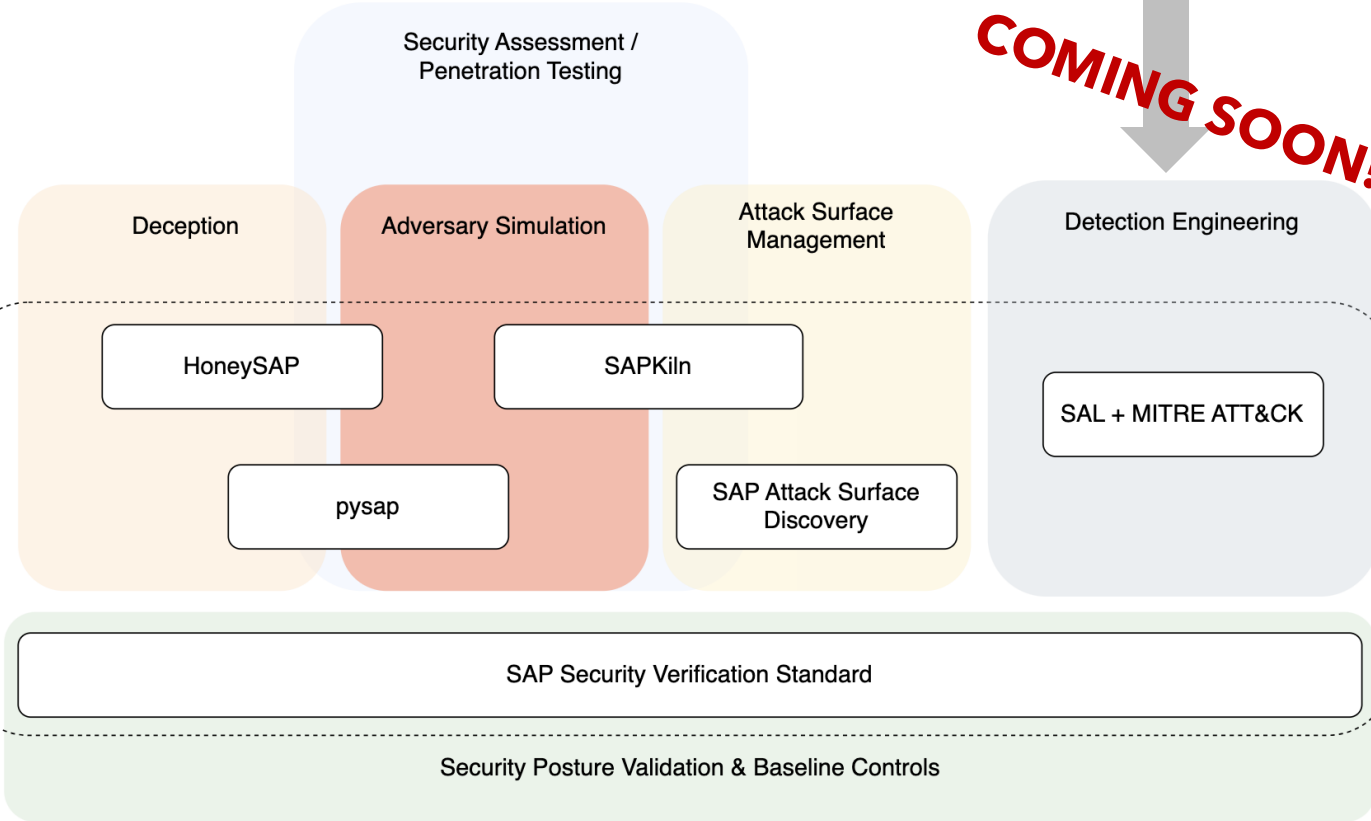 Security Assessment /
Penetration Testing
COMING SOON!
Deception
Adversary Simulation
Attack Surface
Management
Detection Engineering
HoneySAP
SAPKiln
SAL + MITRE ATT&CK
pysap
SAP Attack Surface
Discovery
SAP Security Verification Standard
Security Posture Validation & Baseline Controls